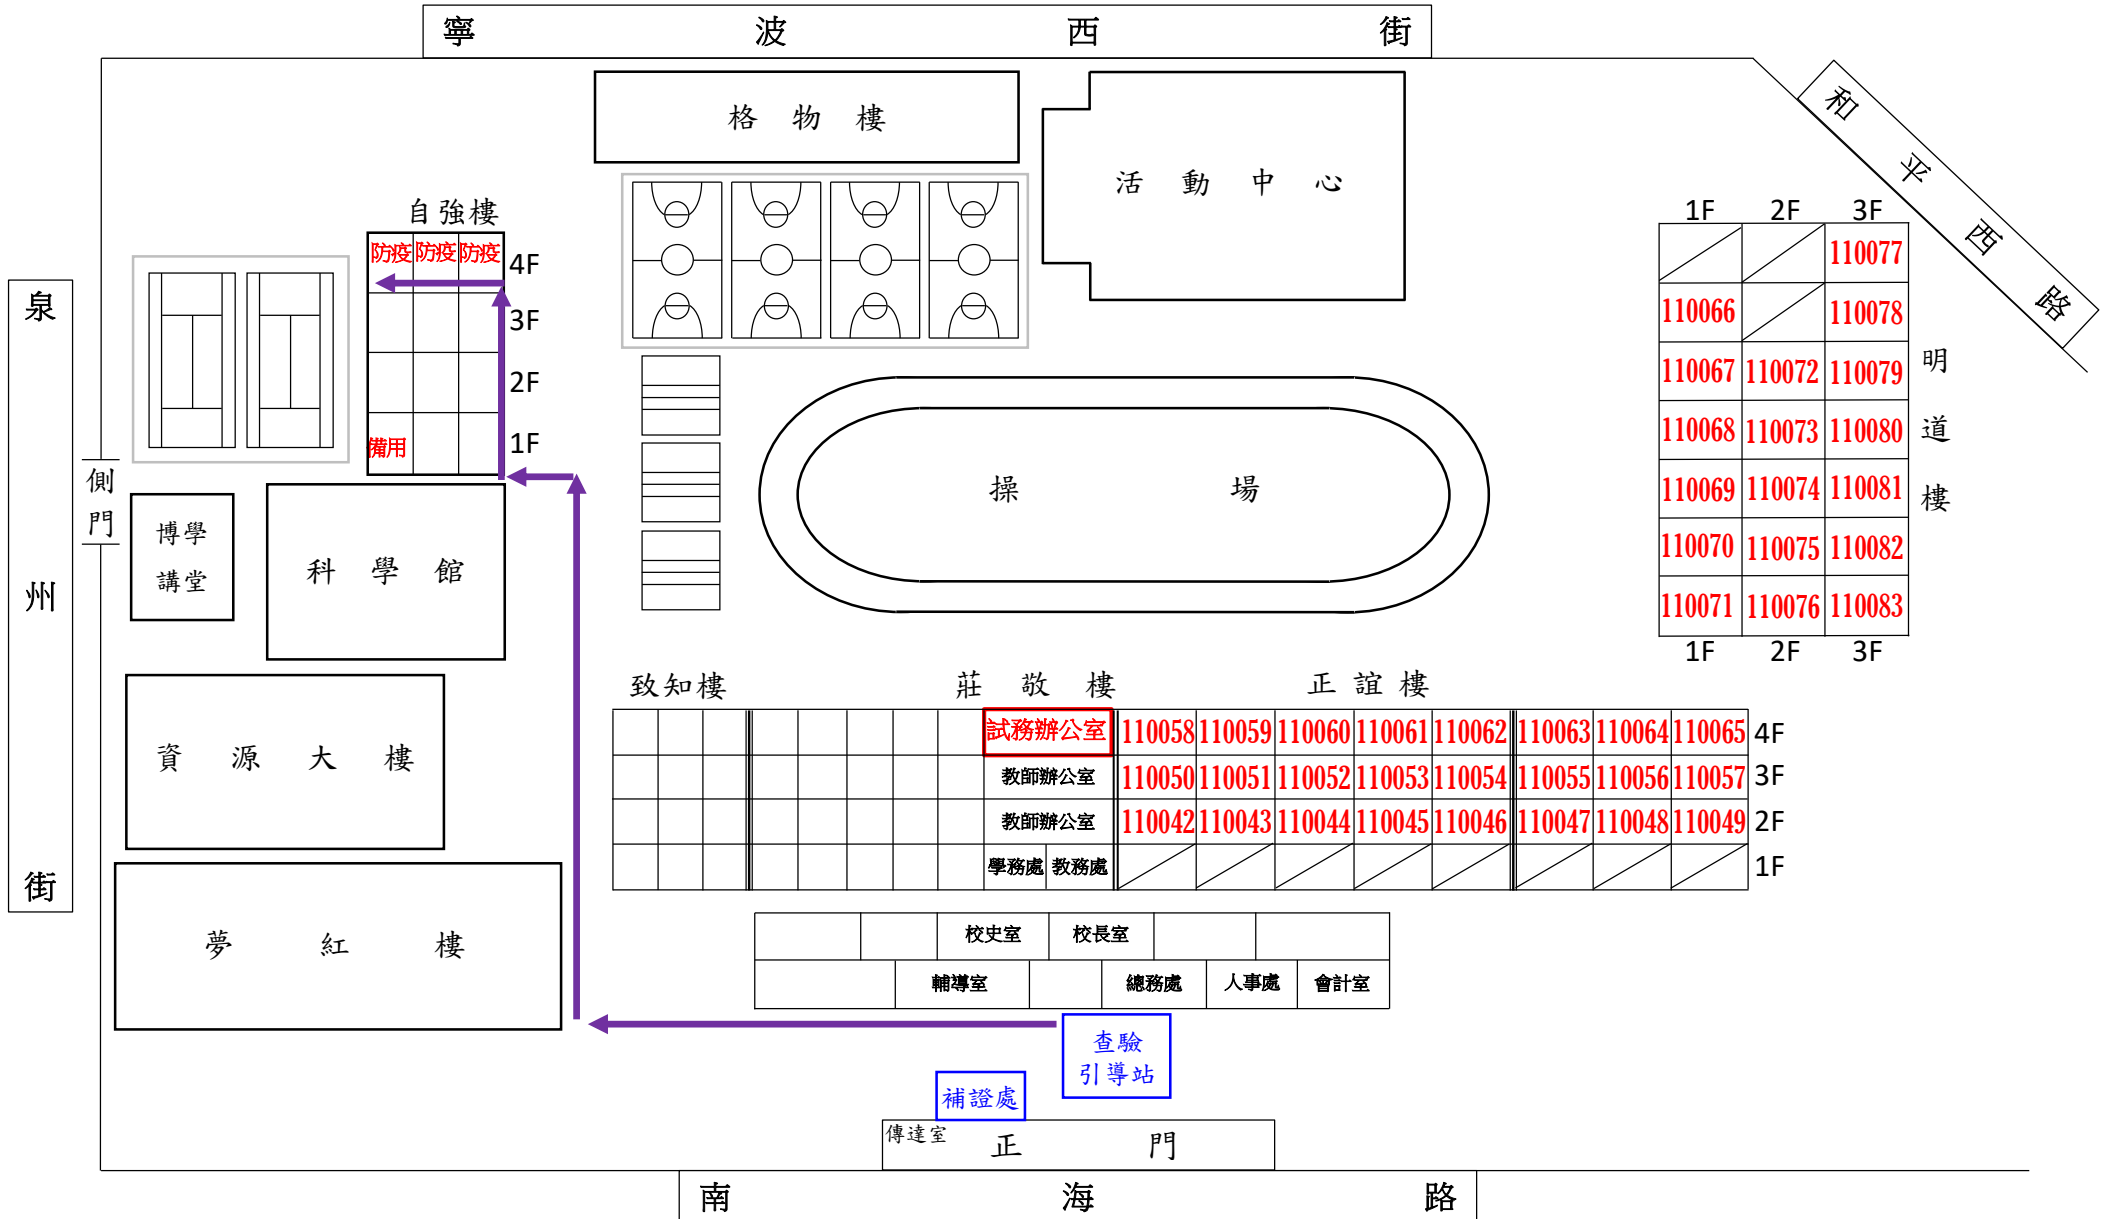 寧波西街
和平西路
泉州街
格物樓
活動中心
自強樓
防疫 防疫 防疫 4F
3F
2F
備用 1F
側門
博學
講堂
科學館
操場
1F 2F 3F
110077
110066 110078
110067 110072 110079
110068 110073 110080
110069 110074 110081
110070 110075 110082
110071 110076 110083
1F 2F 3F
明道樓
資源大樓
夢紅樓
致知樓 莊敬樓 正誼樓
試務辦公室 110058 110059 110060 110061 110062 110063 110064 110065 4F
教師辦公室 110050 110051 110052 110053 110054 110055 110056 110057 3F
教師辦公室 110042 110043 110044 110045 110046 110047 110048 110049 2F
學務處 教務處 1F
校史室 校長室
輔導室 總務處 人事處 會計室
查驗
引導站
補證處
傳達室 正門
南海路